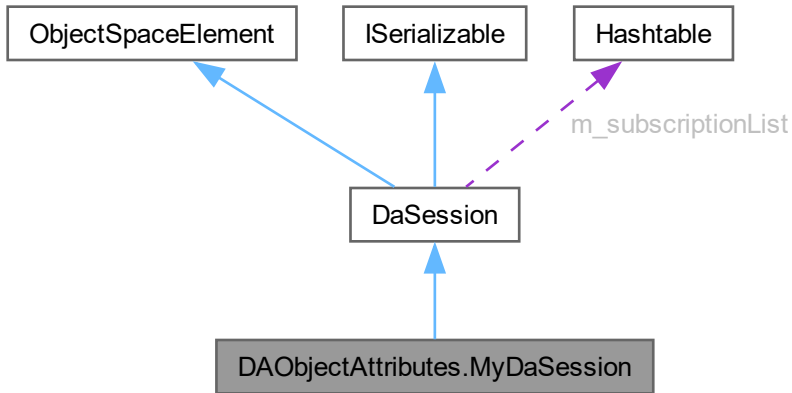 ObjectSpaceElement
ISerializable
Hashtable
m_subscriptionList
DaSession
DAObjectAttributes.MyDaSession